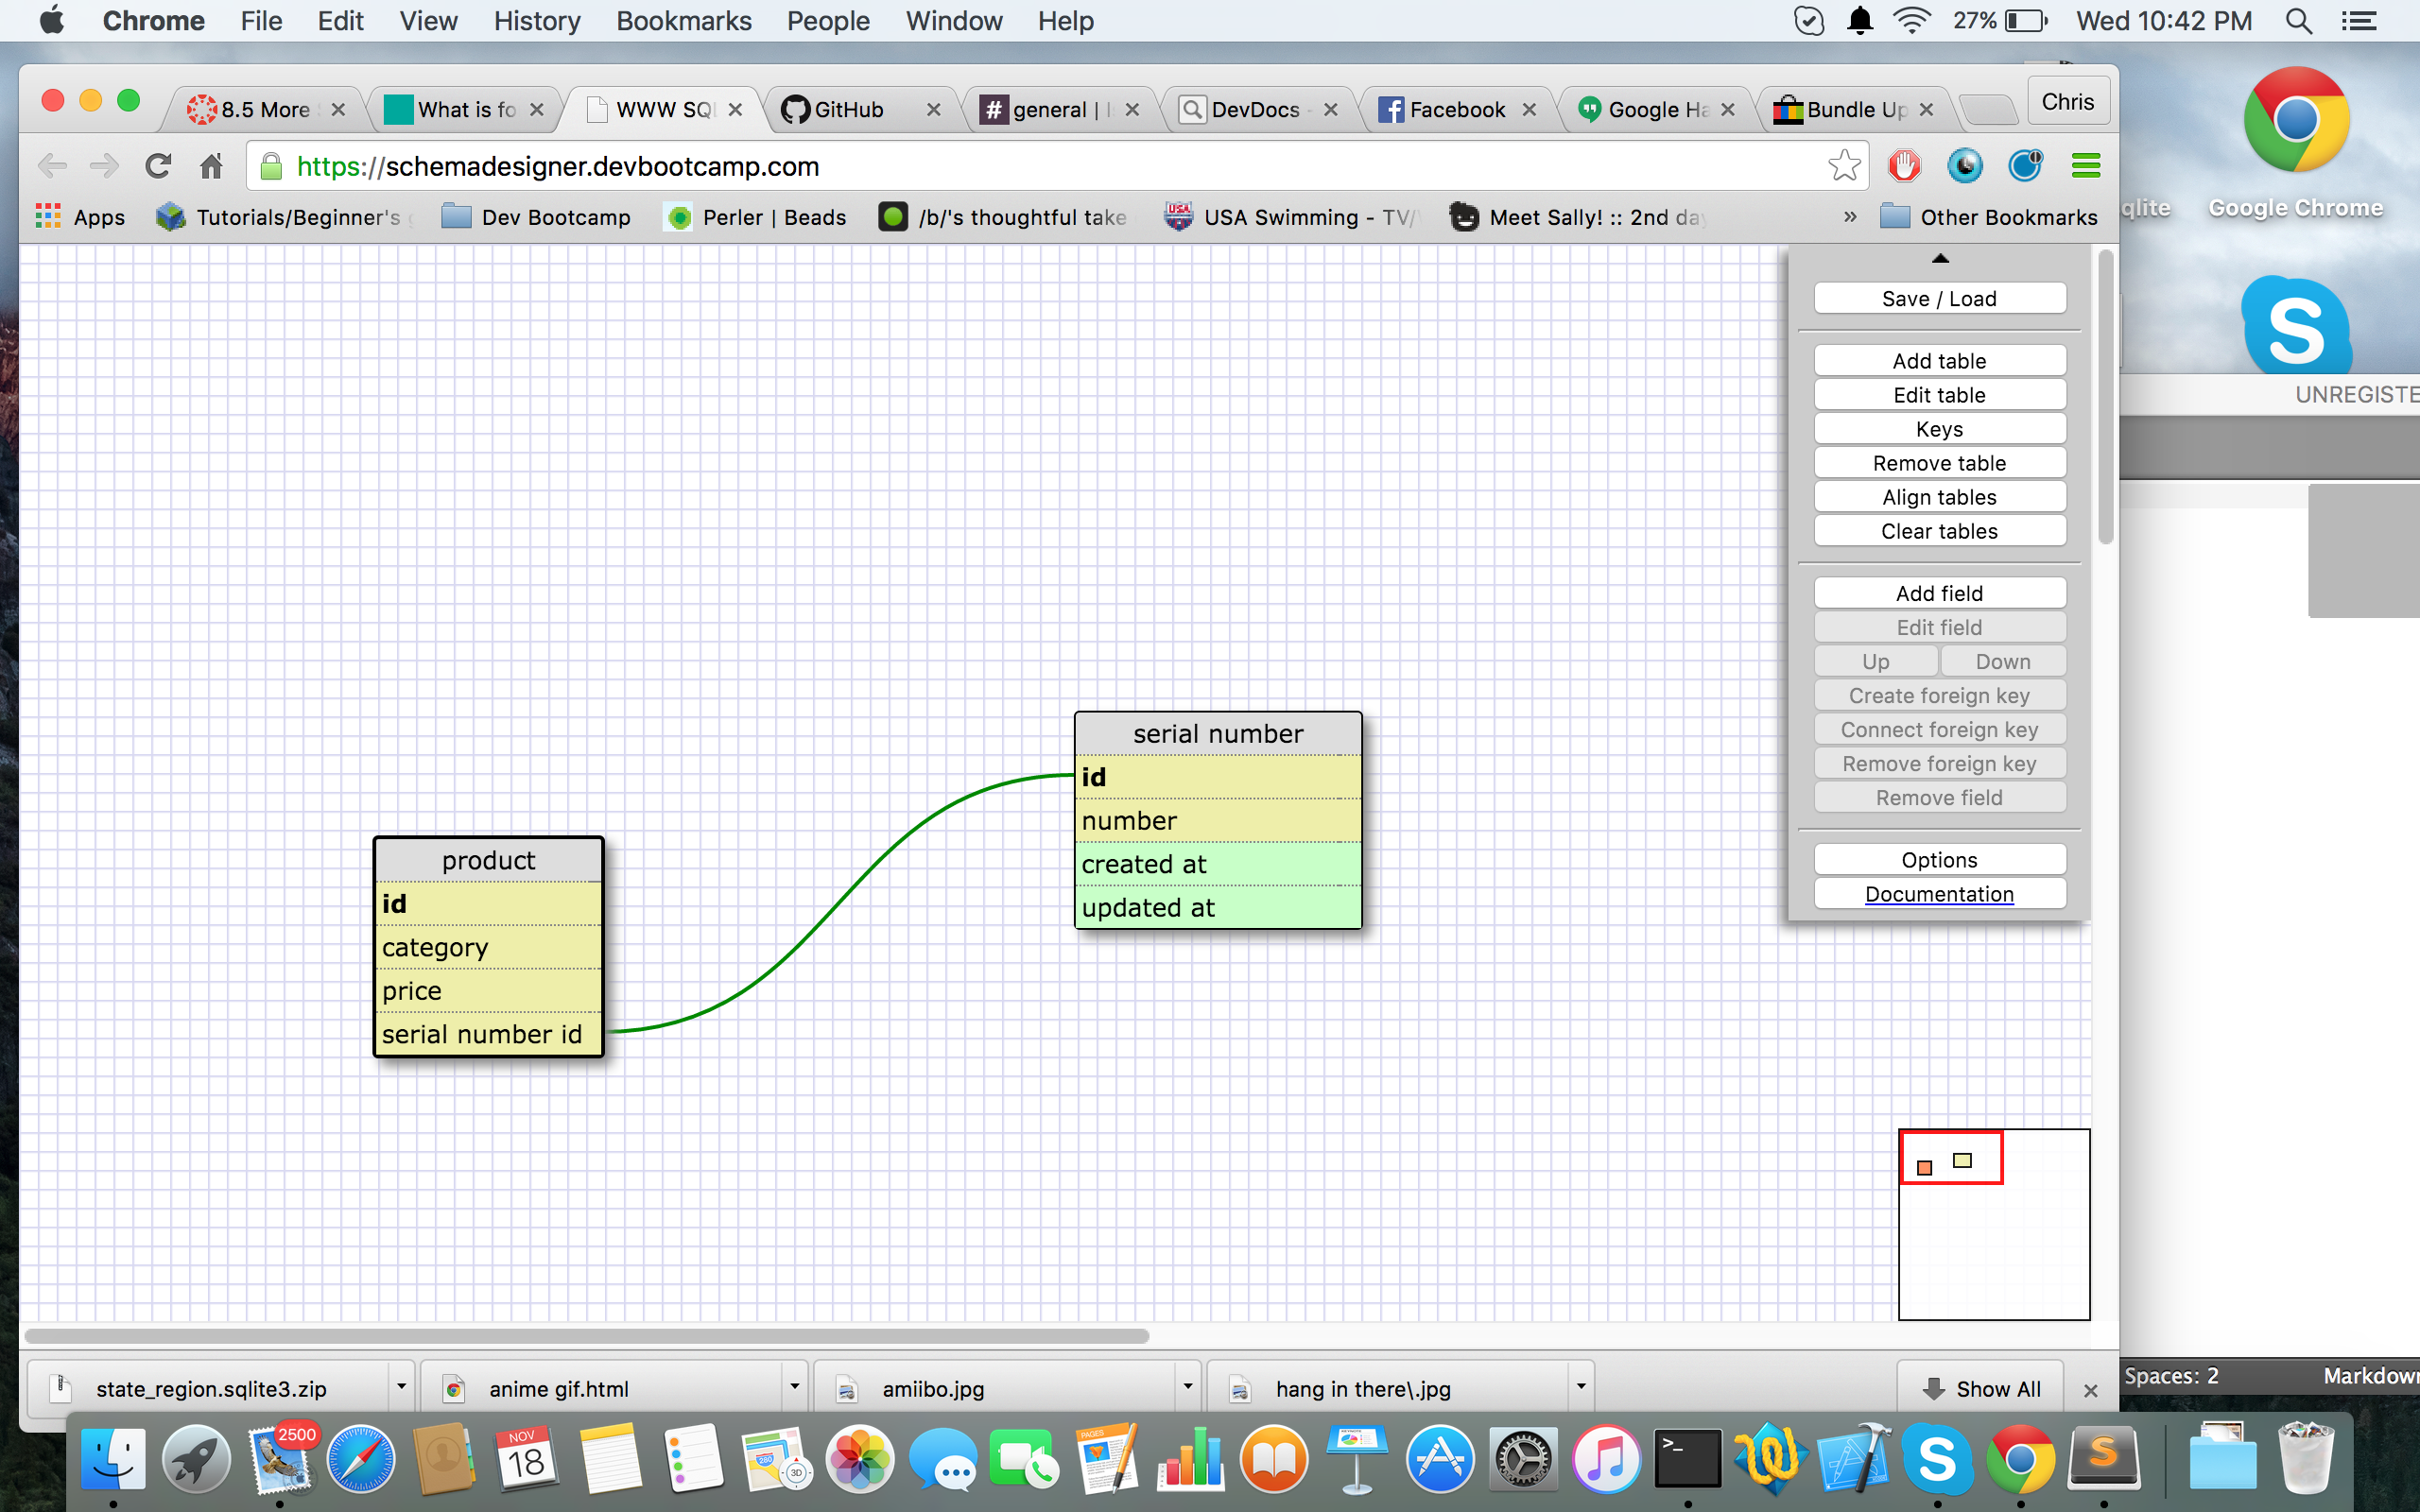 Chrome File Edit View History Bookmarks People Window Help 27% Wed 10:42 PM
8.5 More What is fo WWW SQL GitHub # general | DevDocs Facebook Google Ha Bundle Up Chris
https://schemadesigner.devbootcamp.com
Apps Tutorials/Beginner's Dev Bootcamp Perler | Beads /b/'s thoughtful take USA Swimming - TV/ Meet Sally! :: 2nd day » Other Bookmarks
qlite Google Chrome
UNREGISTE
Save / Load
Add table
Edit table
Keys
Remove table
Align tables
Clear tables
Add field
Edit field
Up Down
Create foreign key
Connect foreign key
Remove foreign key
Remove field
Options
Documentation
serial number
id
number
created at
updated at
product
id
category
price
serial number id
state_region.sqlite3.zip anime gif.html amiibo.jpg hang in there\.jpg Show All
Spaces: 2 Markdow
2500
NOV
18
PAGES
280
3D
>_